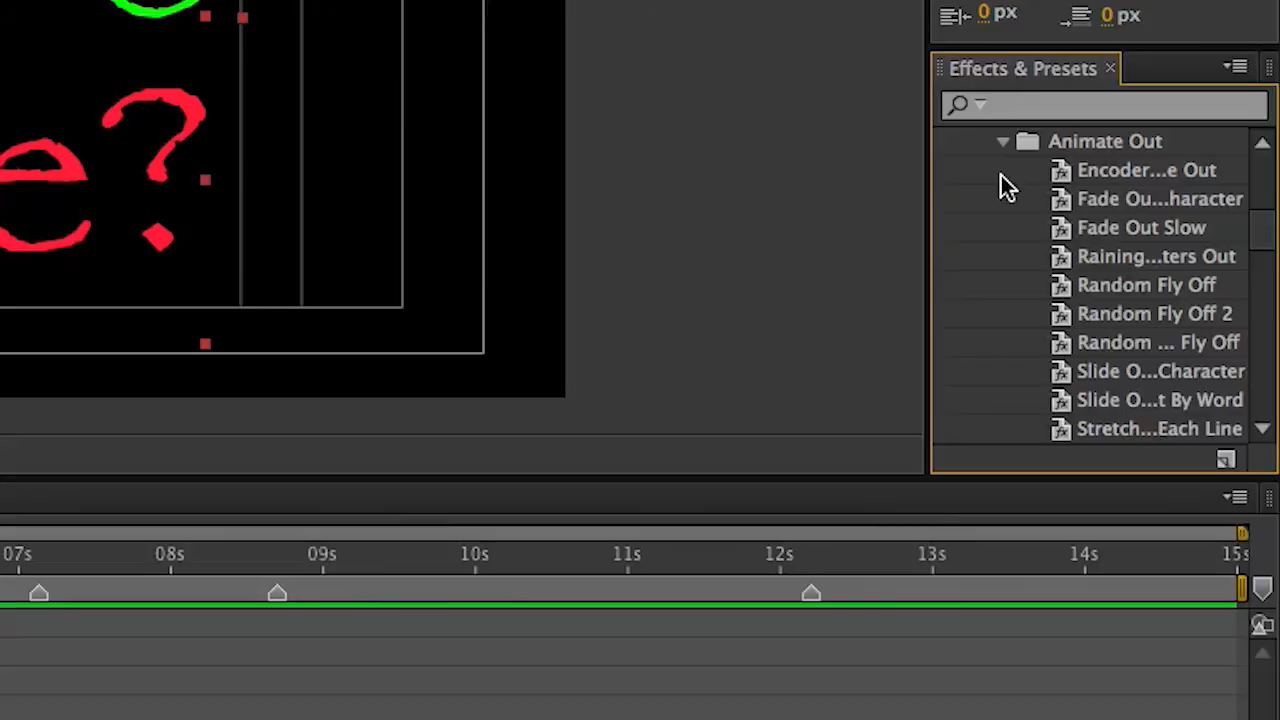 0 px 0 px
Effects & Presets
Animate Out
Encoder...e Out
Fade Ou...haracter
Fade Out Slow
Raining...ters Out
Random Fly Off
Random Fly Off 2
Random ... Fly Off
Slide O...Character
Slide O...t By Word
Stretch...Each Line
e?
07s 08s 09s 10s 11s 12s 13s 14s 15s